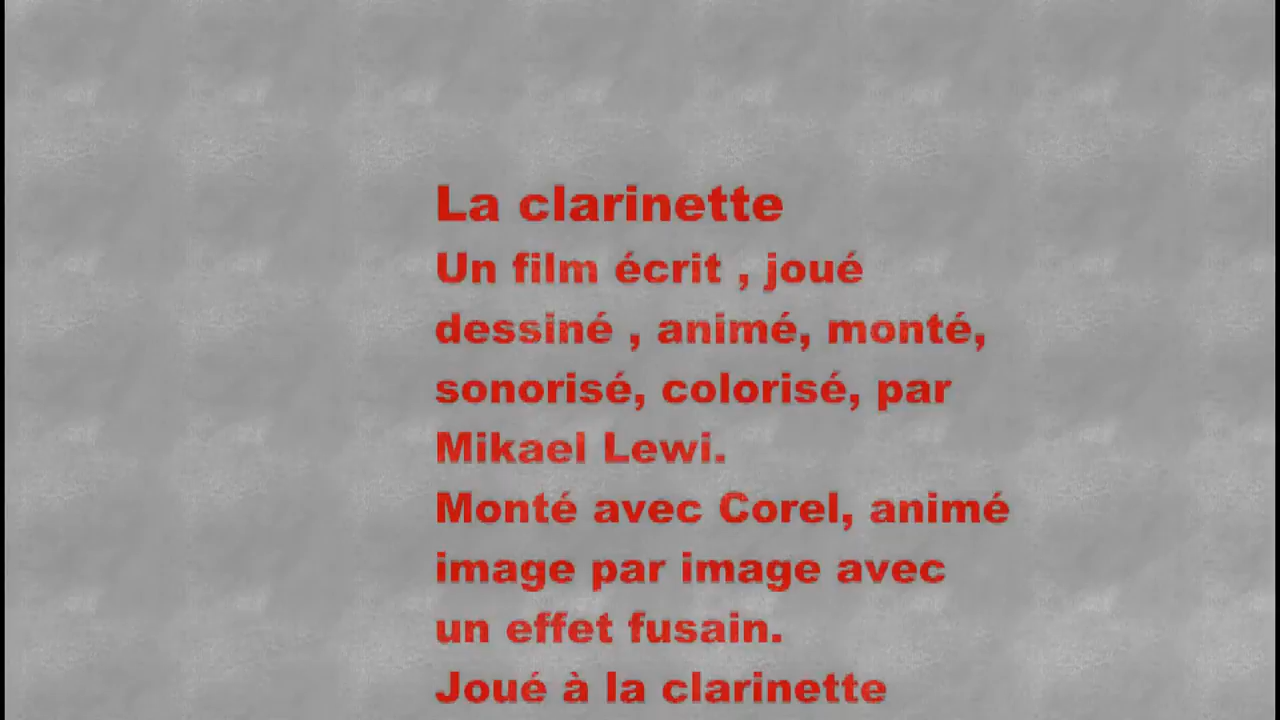 La clarinette
Un film écrit , joué
dessiné , animé, monté,
sonorisé, colorisé, par
Mikael Lewi.
Monté avec Corel, animé
image par image avec
un effet fusain.
Joué à la clarinette